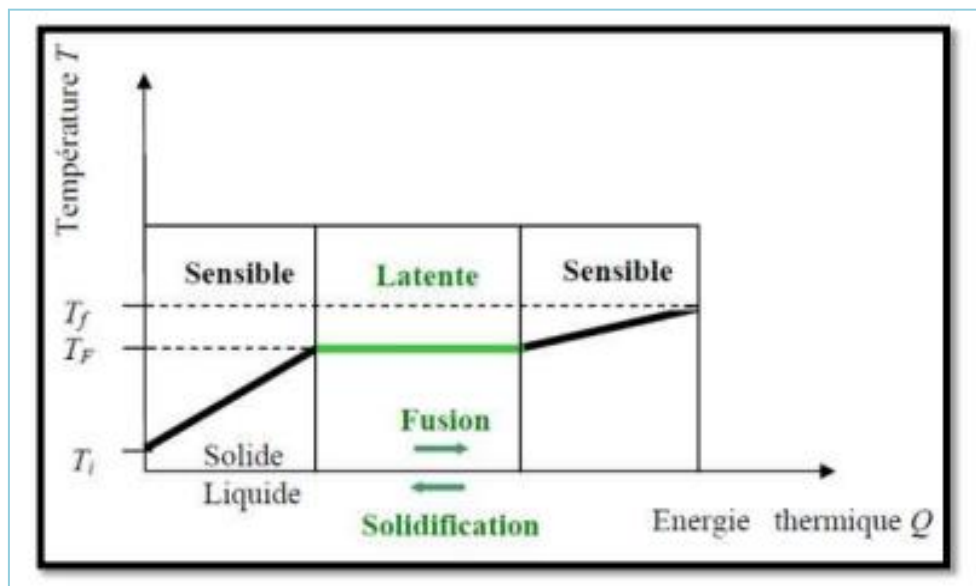 Température T
Sensible
Latente
Sensible
T_f
T_F
T_i
Fusion
Solide
Liquide
Solidification
Energie thermique Q